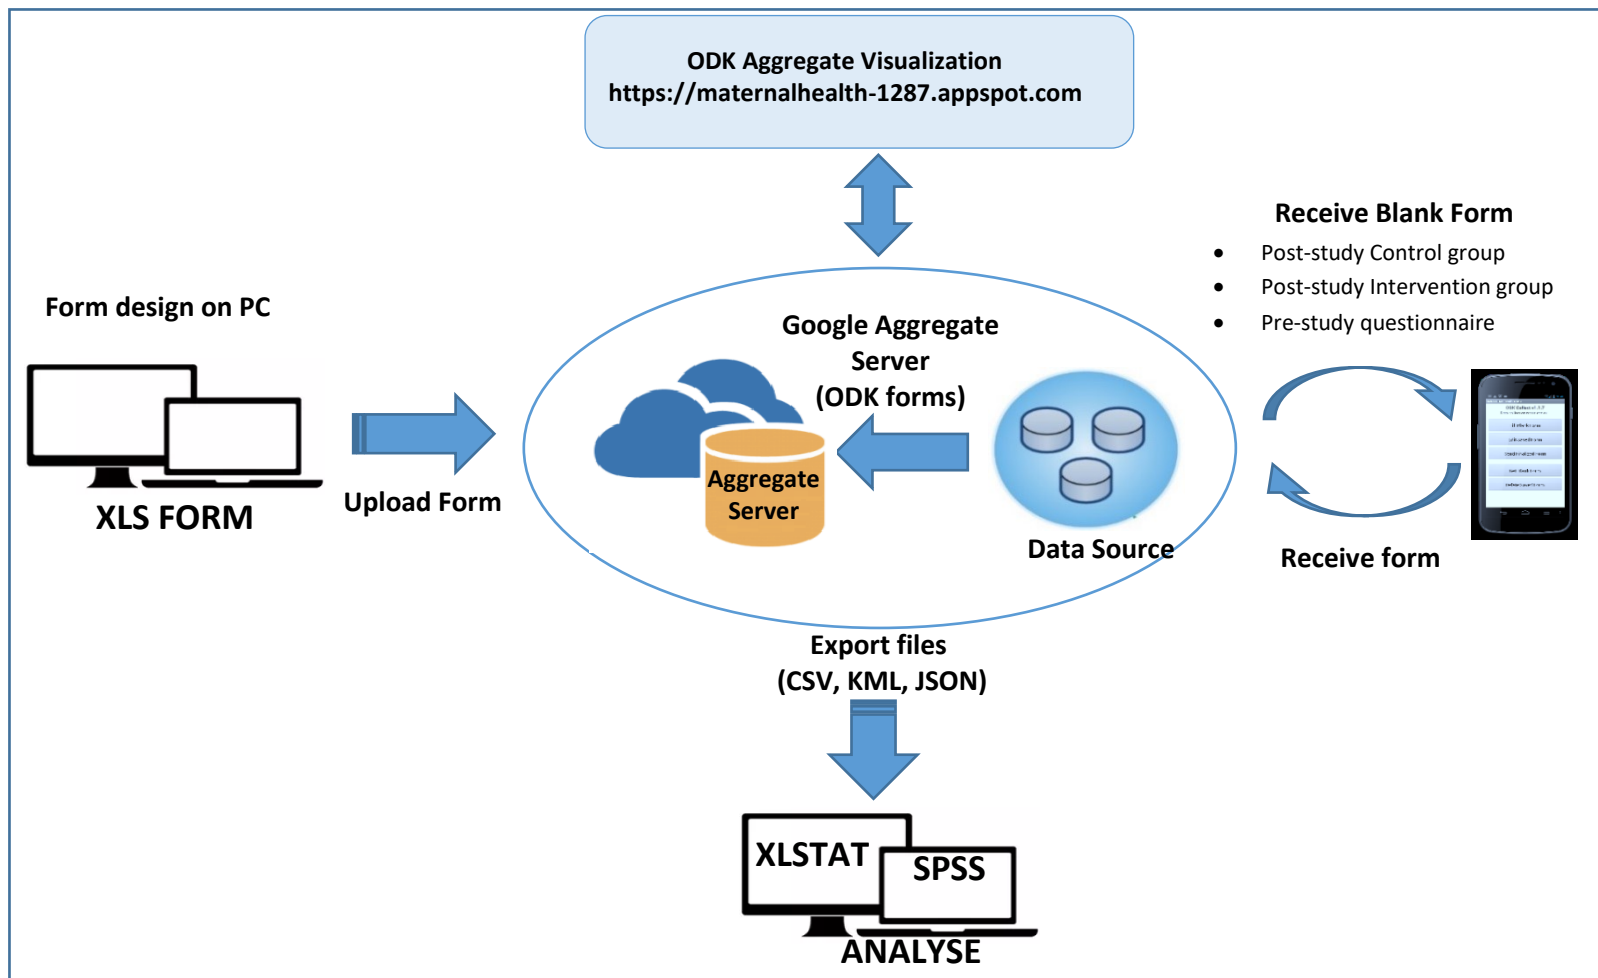 ODK Aggregate Visualization
https://maternalhealth-1287.appspot.com
Receive Blank Form
• Post-study Control group
• Post-study Intervention group
• Pre-study questionnaire
Form design on PC
XLS FORM
Upload Form
Google Aggregate
Server
(ODK forms)
Aggregate
Server
Data Source
Receive form
Export files
(CSV, KML, JSON)
XLSTAT
SPSS
ANALYSE